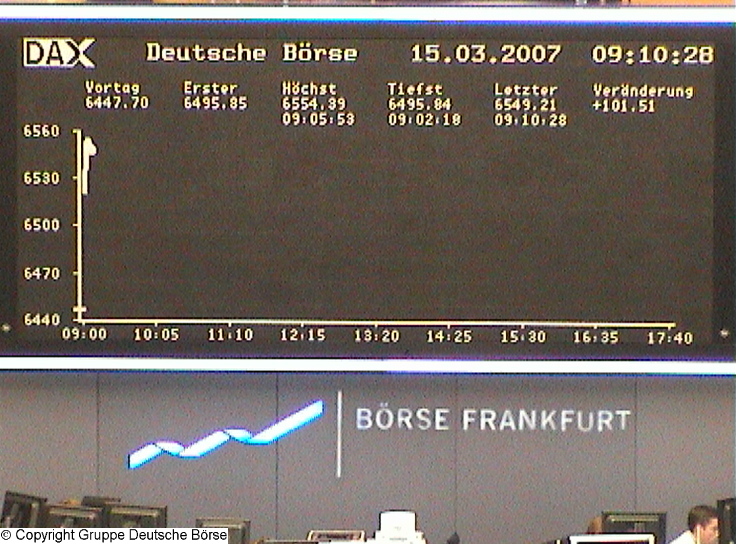 DAX Deutsche Börse 15.03.2007 09:10:28
Vortag Erster Höchst Tiefst Letzter Veränderung
6447.70 6495.85 6554.39 6495.84 6549.21 +101.51
09:05:53 09:02:18 09:10:28
6560
6530
6500
6470
6440
09:00 10:05 11:10 12:15 13:20 14:25 15:30 16:35 17:40
BÖRSE FRANKFURT
© Copyright Gruppe Deutsche Börse